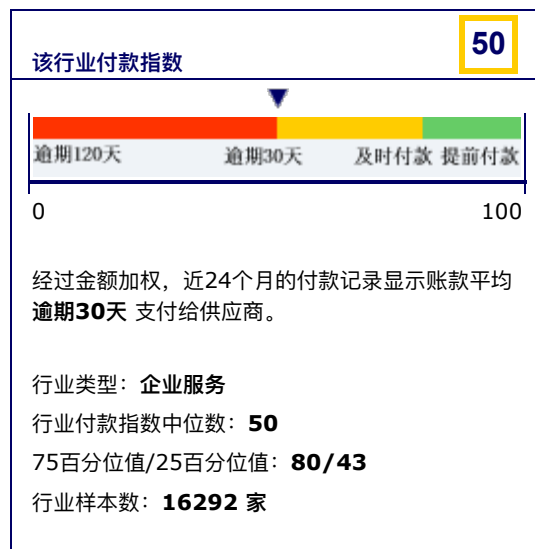 该行业付款指数 50
逾期120天 逾期30天 及时付款 提前付款
0 100
经过金额加权，近24个月的付款记录显示账款平均
逾期30天 支付给供应商。
行业类型：企业服务
行业付款指数中位数：50
75百分位值/25百分位值：80/43
行业样本数：16292 家